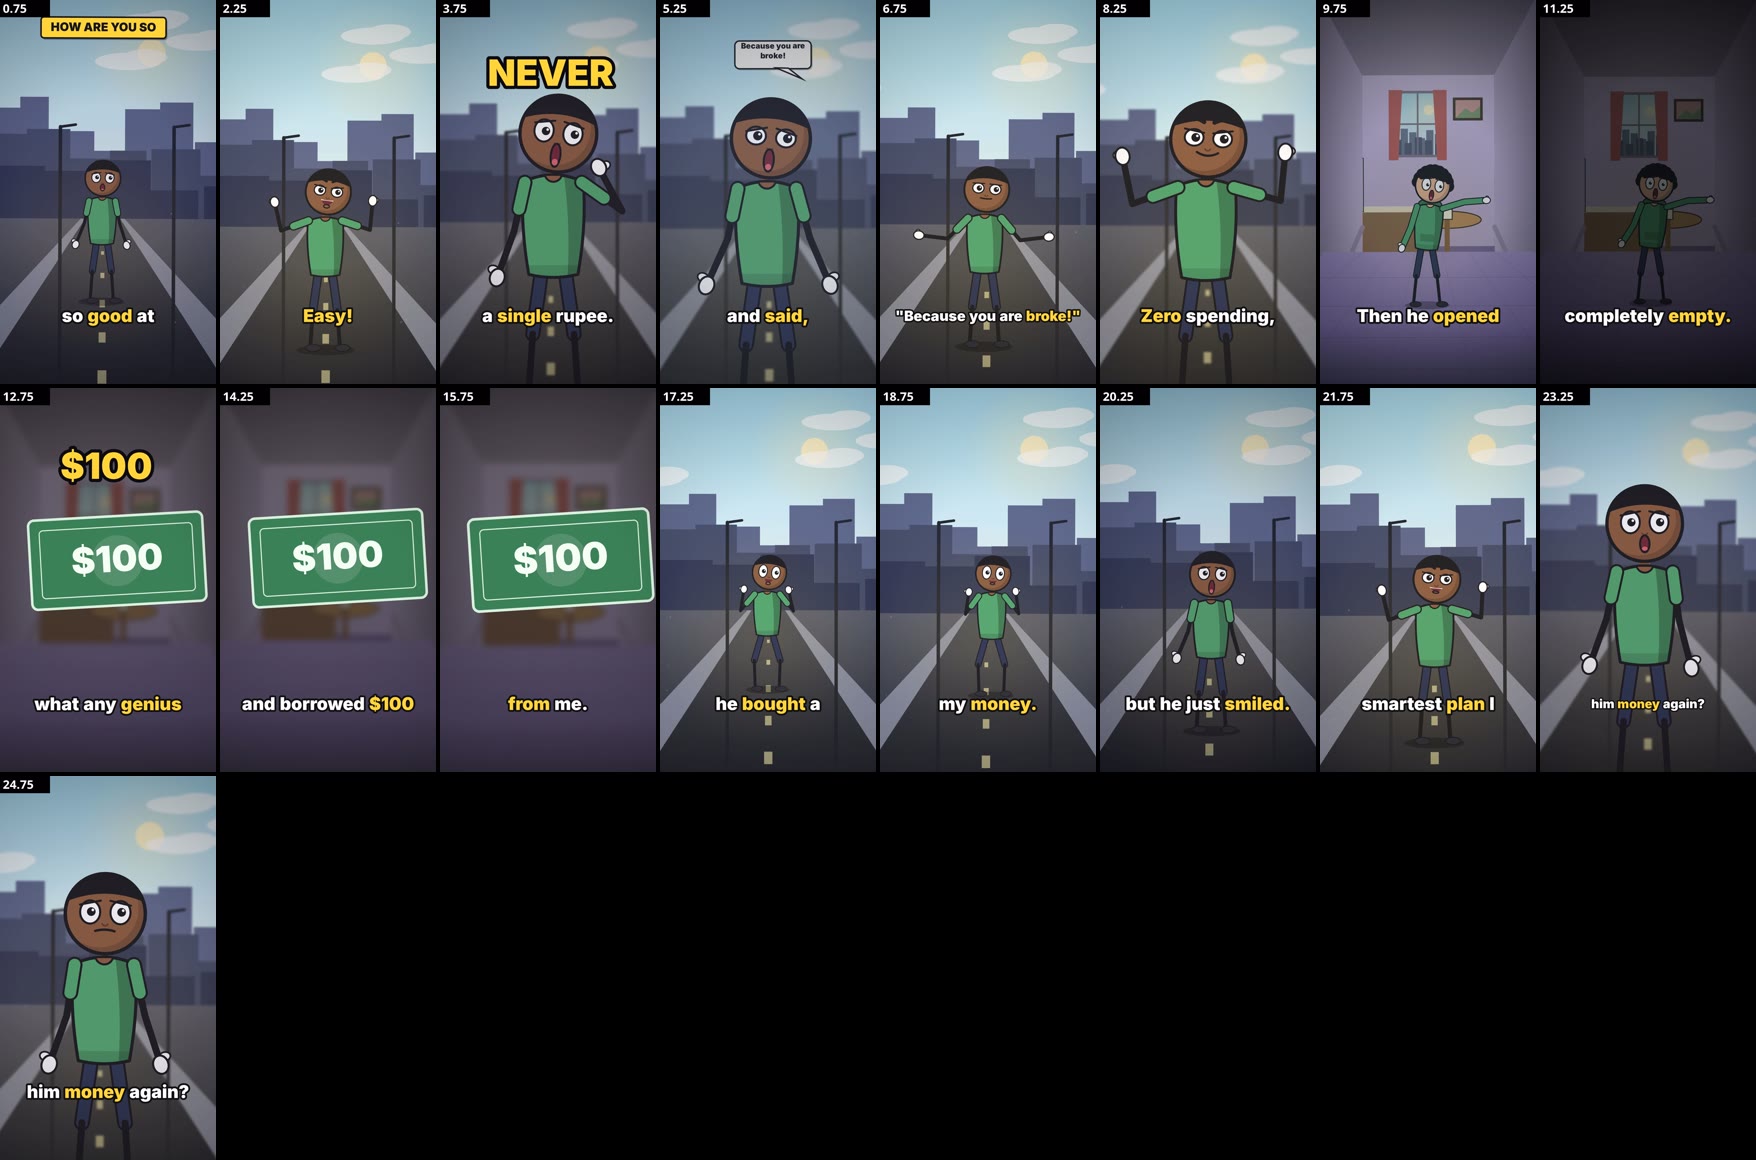 0.75
HOW ARE YOU SO
so good at
2.25
Easy!
3.75
NEVER
a single rupee.
5.25
Because you are
broke!
and said,
6.75
"Because you are broke!"
8.25
Zero spending,
9.75
Then he opened
11.25
completely empty.
12.75
$100
$100
what any genius
14.25
$100
and borrowed $100
15.75
$100
from me.
17.25
he bought a
18.75
my money.
20.25
but he just smiled.
21.75
smartest plan I
23.25
him money again?
24.75
him money again?